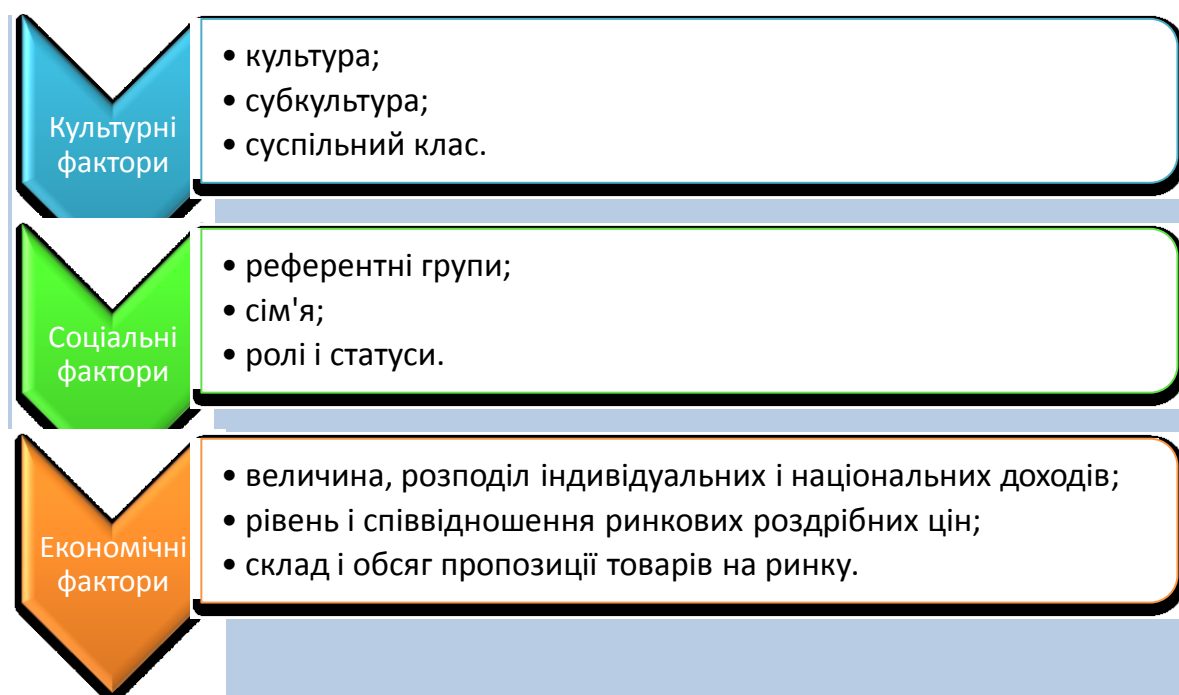 Культурні
фактори
• культура;
• субкультура;
• суспільний клас.
Соціальні
фактори
• референтні групи;
• сім'я;
• ролі і статуси.
Економічні
фактори
• величина, розподіл індивідуальних і національних доходів;
• рівень і співвідношення ринкових роздрібних цін;
• склад і обсяг пропозиції товарів на ринку.